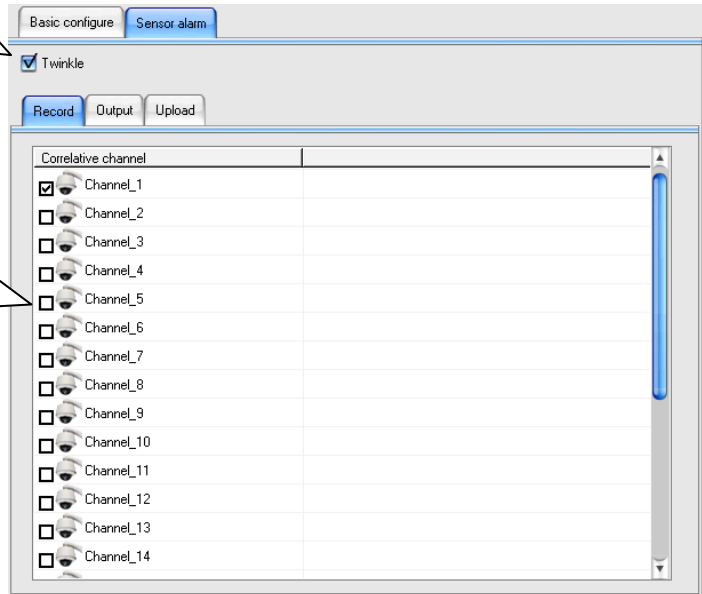 Basic configure Sensor alarm
Twinkle
Record Output Upload
Correlative channel
Channel_1
Channel_2
Channel_3
Channel_4
Channel_5
Channel_6
Channel_7
Channel_8
Channel_9
Channel_10
Channel_11
Channel_12
Channel_13
Channel_14